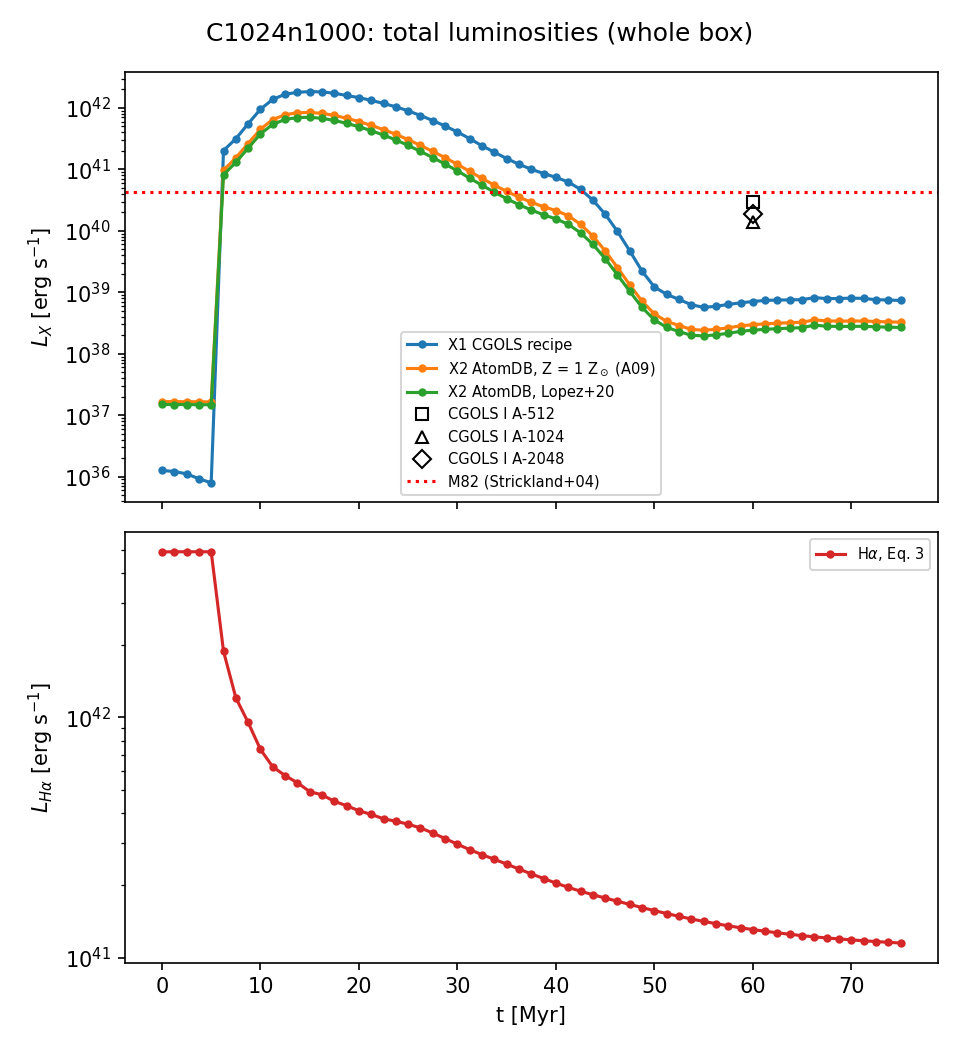 C1024n1000: total luminosities (whole box)
10^42
10^41
10^40
10^39
10^38
10^37
10^36
L_X [erg s^−1]
X1 CGOLS recipe
X2 AtomDB, Z = 1 Z_⊙ (A09)
X2 AtomDB, Lopez+20
CGOLS I A-512
CGOLS I A-1024
CGOLS I A-2048
M82 (Strickland+04)
Hα, Eq. 3
10^42
10^41
L_Hα [erg s^−1]
0 10 20 30 40 50 60 70
t [Myr]